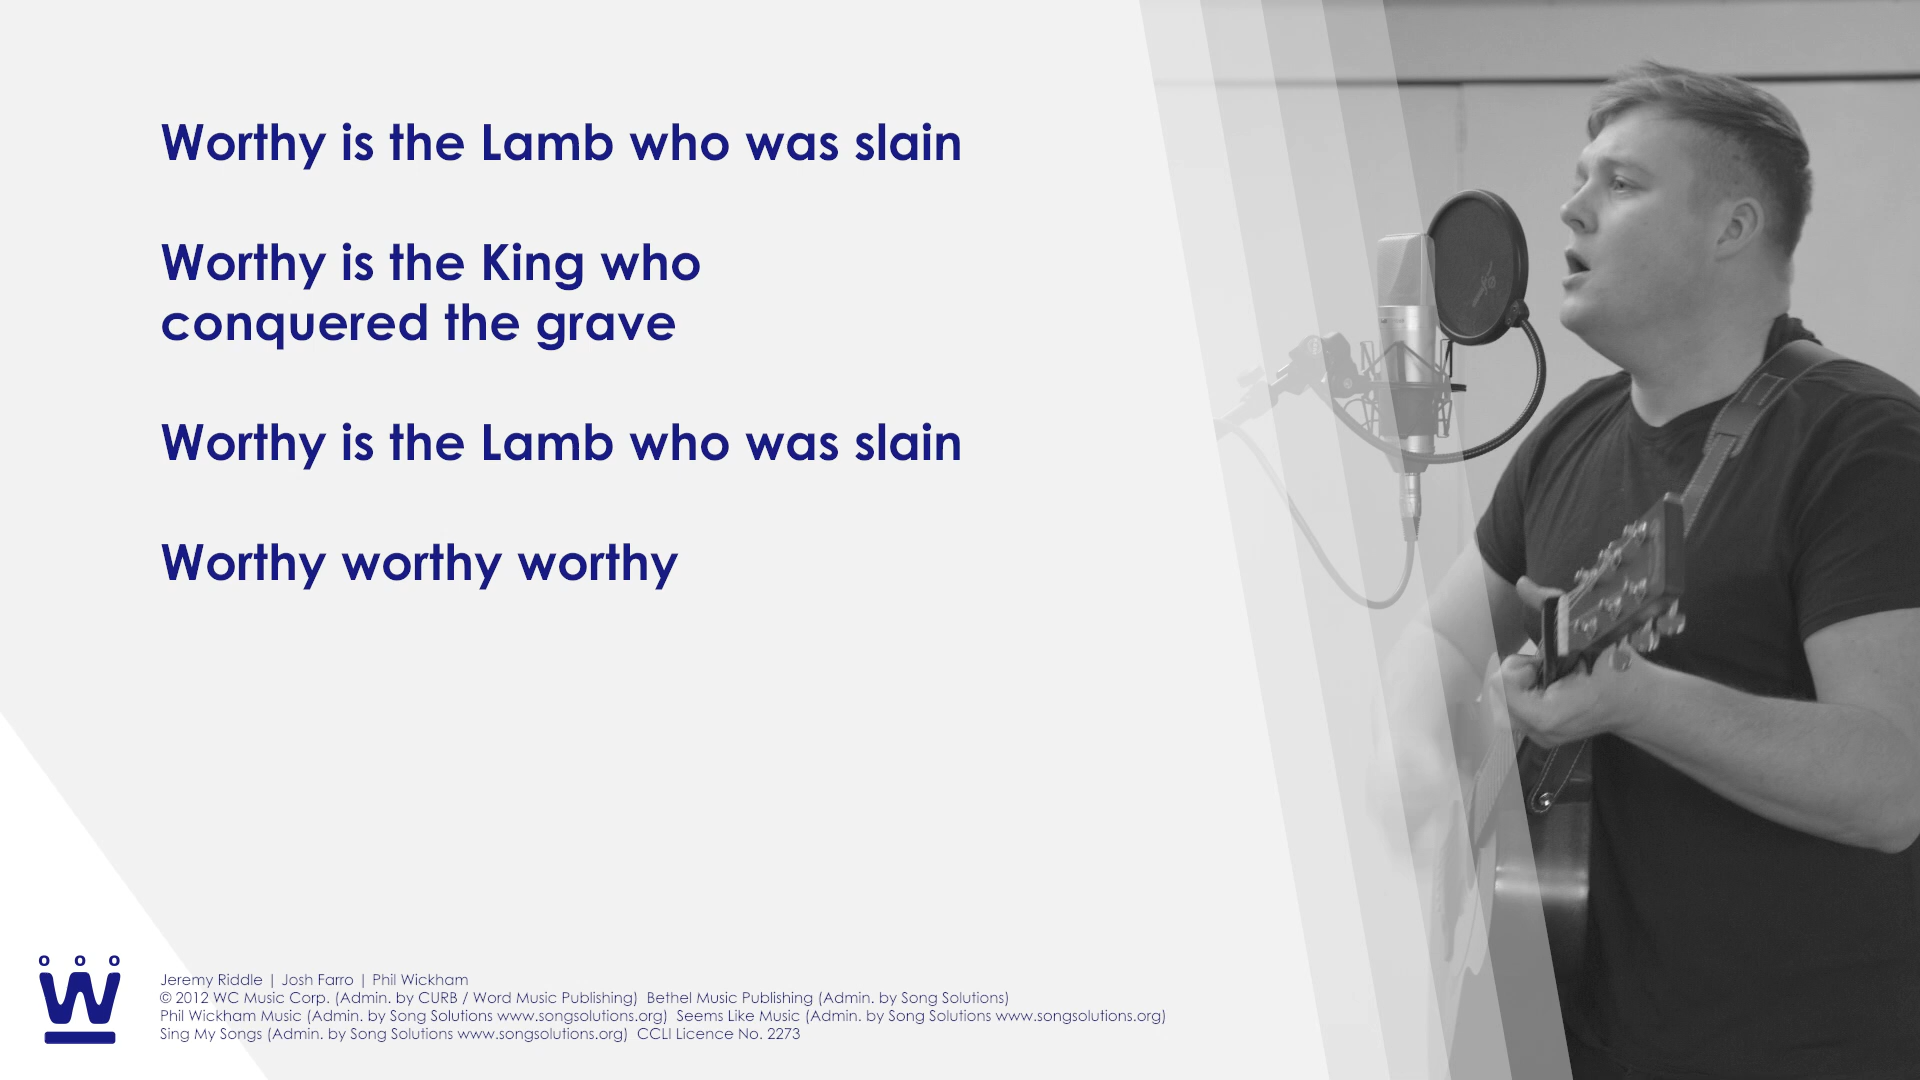 Worthy is the Lamb who was slain
Worthy is the King who
conquered the grave
Worthy is the Lamb who was slain
Worthy worthy worthy
W
Jeremy Riddle | Josh Farro | Phil Wickham
© 2012 WC Music Corp. (Admin. by CURB / Word Music Publishing)  Bethel Music Publishing (Admin. by Song Solutions)
Phil Wickham Music (Admin. by Song Solutions www.songsolutions.org)  Seems Like Music (Admin. by Song Solutions www.songsolutions.org)
Sing My Songs (Admin. by Song Solutions www.songsolutions.org)  CCLI Licence No. 2273